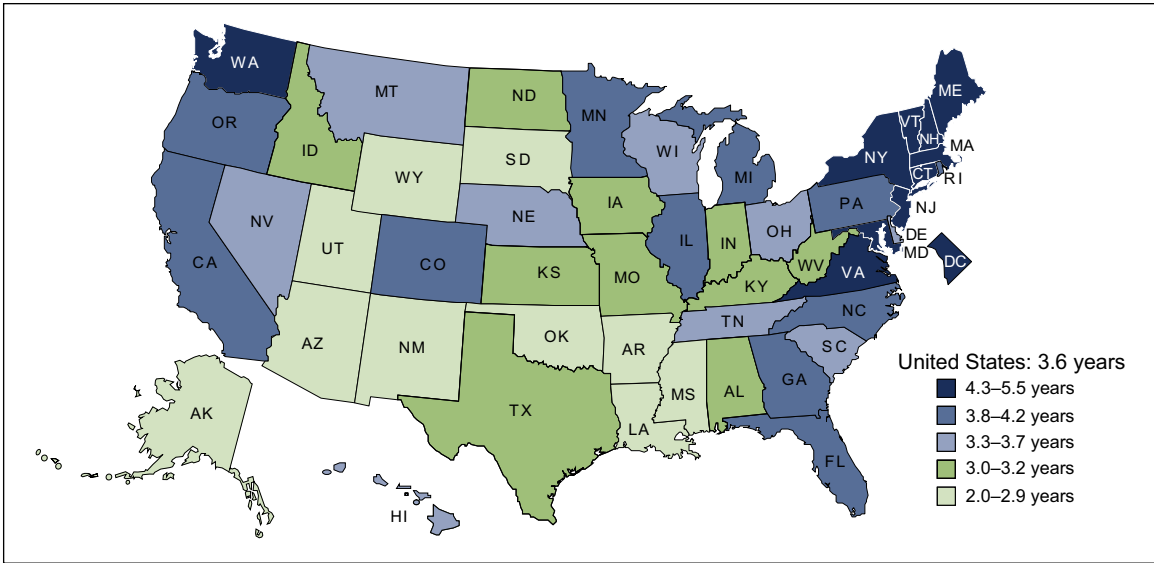 WA
MT
ND
MN
ME
VT
NH
MA
OR
ID
SD
WI
NY
CT
RI
WY
MI
PA
NJ
NV
NE
IA
OH
DE
MD
IL
IN
DC
CA
UT
CO
KS
MO
WV
VA
KY
AZ
NM
OK
AR
TN
NC
SC
MS
AL
GA
United States: 3.6 years
4.3–5.5 years
AK
TX
LA
3.8–4.2 years
3.3–3.7 years
FL
3.0–3.2 years
HI
2.0–2.9 years